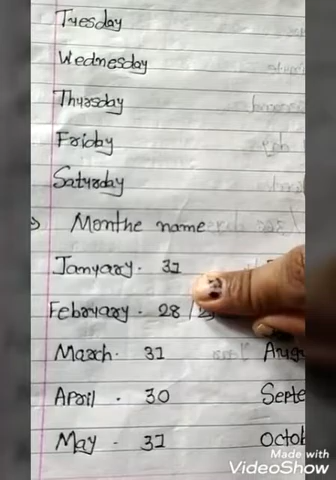 Tuesday
Wednesday
Thursday
Friday
Saturday
Monthe name
Janyary. 31
February. 28 /
March. 31
April. 30
May - 31
Made with
VideoShow